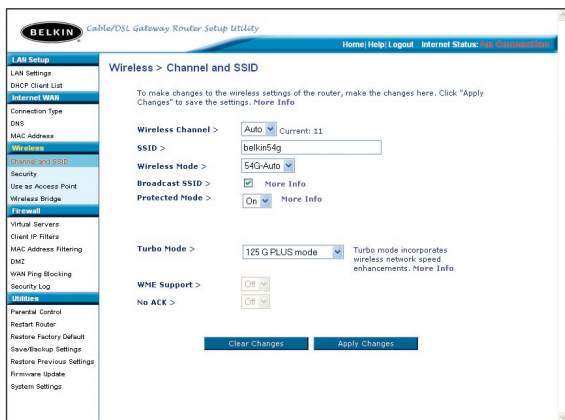 BELKIN Cable/DSL Gateway Router Setup Utility
Home| Help| Logout Internet Status: No Connection
LAN Setup
LAN Settings
DHCP Client List
Internet WAN
Connection Type
DNS
MAC Address
Wireless
Channel and SSID
Security
Use as Access Point
Wireless Bridge
Firewall
Virtual Servers
Client IP Filters
MAC Address Filtering
DMZ
WAN Ping Blocking
Security Log
Utilities
Parental Control
Restart Router
Restore Factory Default
Save/Backup Settings
Restore Previous Settings
Firmware Update
System Settings
Wireless > Channel and SSID
To make changes to the wireless settings of the router, make the changes here. Click "Apply
Changes" to save the settings. More Info
Wireless Channel > Auto Current: 11
SSID > belkin54g
Wireless Mode > 54G-Auto
Broadcast SSID > More Info
Protected Mode > On More Info
Turbo Mode > 125 G PLUS mode Turbo mode incorporates
wireless network speed
enhancements. More Info
WME Support > Off
No ACK > Off
Clear Changes Apply Changes